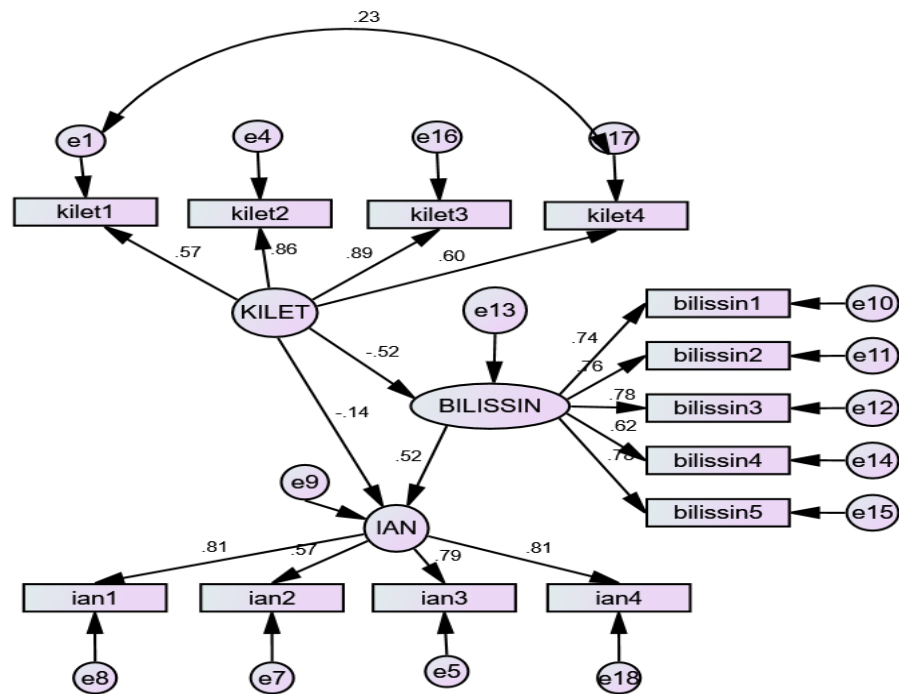 .23
e1
e4
e16
e17
kilet1
kilet2
kilet3
kilet4
.57
.86
.89
.60
KILET
e13
bilissin1
e10
-.52
.74
bilissin2
e11
.76
BILISSIN
.78
bilissin3
e12
-.14
.62
bilissin4
e14
.52
.78
bilissin5
e15
e9
IAN
.81
.57
.79
.81
ian1
ian2
ian3
ian4
e8
e7
e5
e18